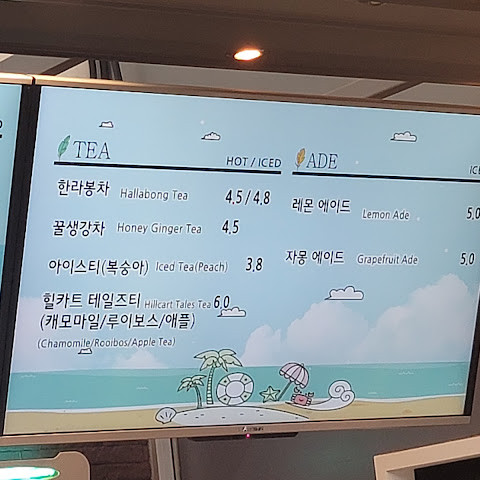 TEA
HOT / ICED
한라봉차 Hallabong Tea 4.5 / 4.8
꿀생강차 Honey Ginger Tea 4.5
아이스티(복숭아) Iced Tea(Peach) 3.8
힐카트 테일즈티 Hillcart Tales Tea 6.0
(캐모마일/루이보스/애플)
(Chamomile/Rooibos/Apple Tea)
ADE
레몬 에이드 Lemon Ade 5.0
자몽 에이드 Grapefruit Ade 5.0